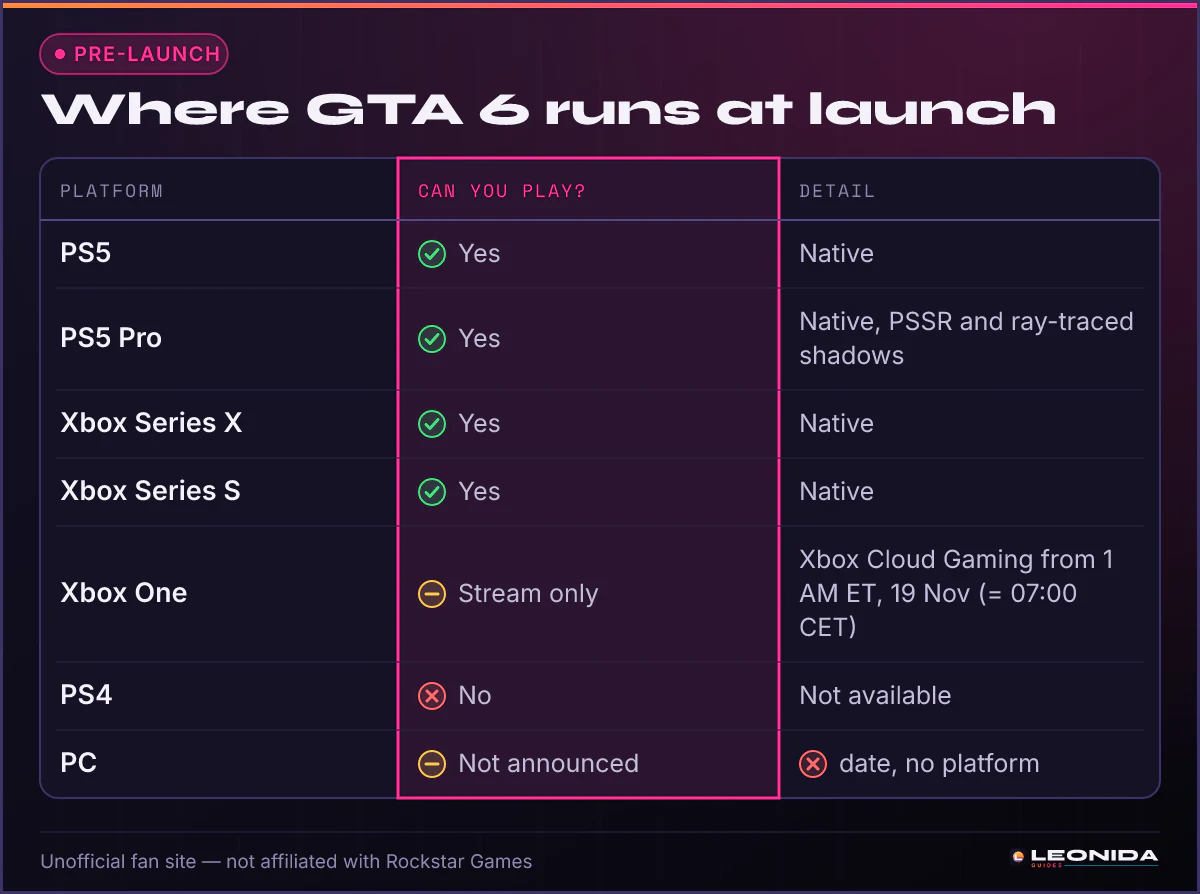 PRE-LAUNCH
Where GTA 6 runs at launch
PLATFORM CAN YOU PLAY? DETAIL
PS5 Yes Native
PS5 Pro Yes Native, PSSR and ray-traced
shadows
Xbox Series X Yes Native
Xbox Series S Yes Native
Xbox One Stream only Xbox Cloud Gaming from 1
AM ET, 19 Nov (= 07:00
CET)
PS4 No Not available
PC Not announced date, no platform
Unofficial fan site — not affiliated with Rockstar Games
LEONIDA
GUIDES